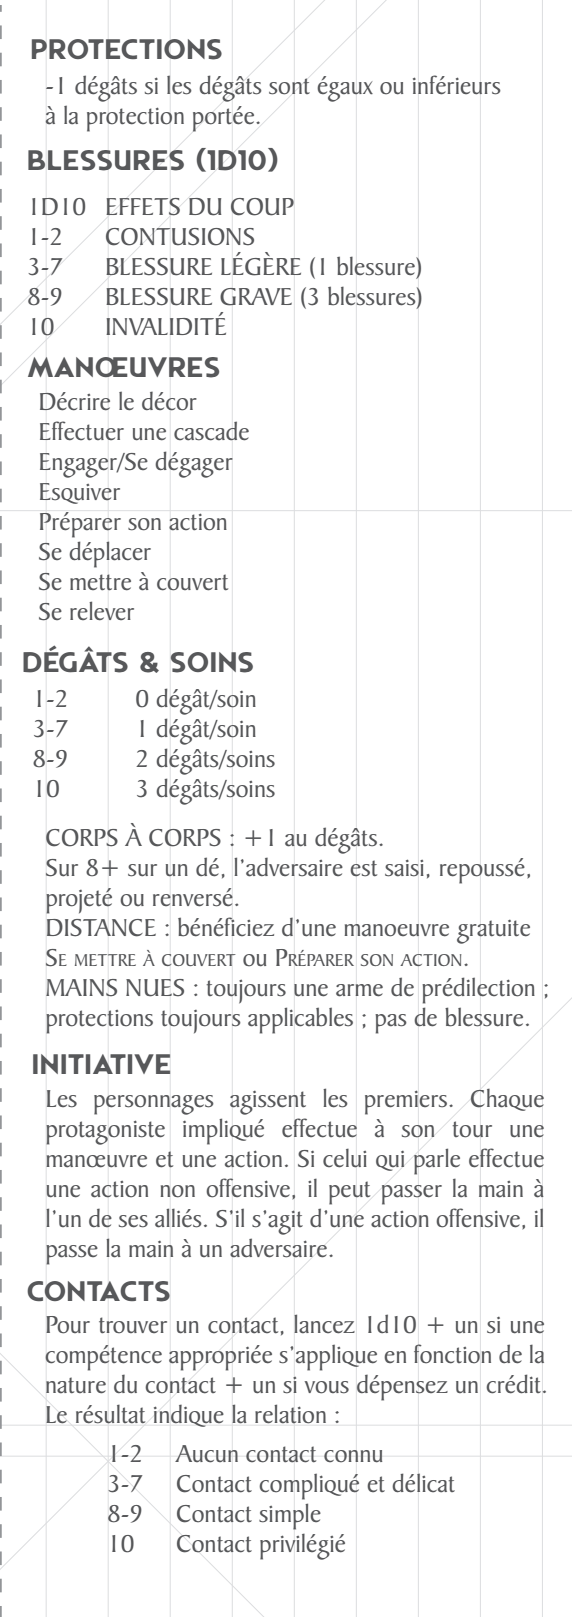 PROTECTIONS
-1 dégâts si les dégâts sont égaux ou inférieurs
à la protection portée.
BLESSURES (1D10)
1D10 EFFETS DU COUP
1-2 CONTUSIONS
3-7 BLESSURE LÉGÈRE (1 blessure)
8-9 BLESSURE GRAVE (3 blessures)
10 INVALIDITÉ
MANŒUVRES
Décrire le décor
Effectuer une cascade
Engager/Se dégager
Esquiver
Préparer son action
Se déplacer
Se mettre à couvert
Se relever
DÉGÂTS & SOINS
1-2 0 dégât/soin
3-7 1 dégât/soin
8-9 2 dégâts/soins
10 3 dégâts/soins
CORPS À CORPS : +1 au dégâts.
Sur 8+ sur un dé, l'adversaire est saisi, repoussé,
projeté ou renversé.
DISTANCE : bénéficiez d'une manoeuvre gratuite
Se mettre à couvert ou Préparer son action.
MAINS NUES : toujours une arme de prédilection ;
protections toujours applicables ; pas de blessure.
INITIATIVE
Les personnages agissent les premiers. Chaque
protagoniste impliqué effectue à son tour une
manœuvre et une action. Si celui qui parle effectue
une action non offensive, il peut passer la main à
l'un de ses alliés. S'il s'agit d'une action offensive, il
passe la main à un adversaire.
CONTACTS
Pour trouver un contact, lancez 1d10 + un si une
compétence appropriée s'applique en fonction de la
nature du contact + un si vous dépensez un crédit.
Le résultat indique la relation :
1-2 Aucun contact connu
3-7 Contact compliqué et délicat
8-9 Contact simple
10 Contact privilégié